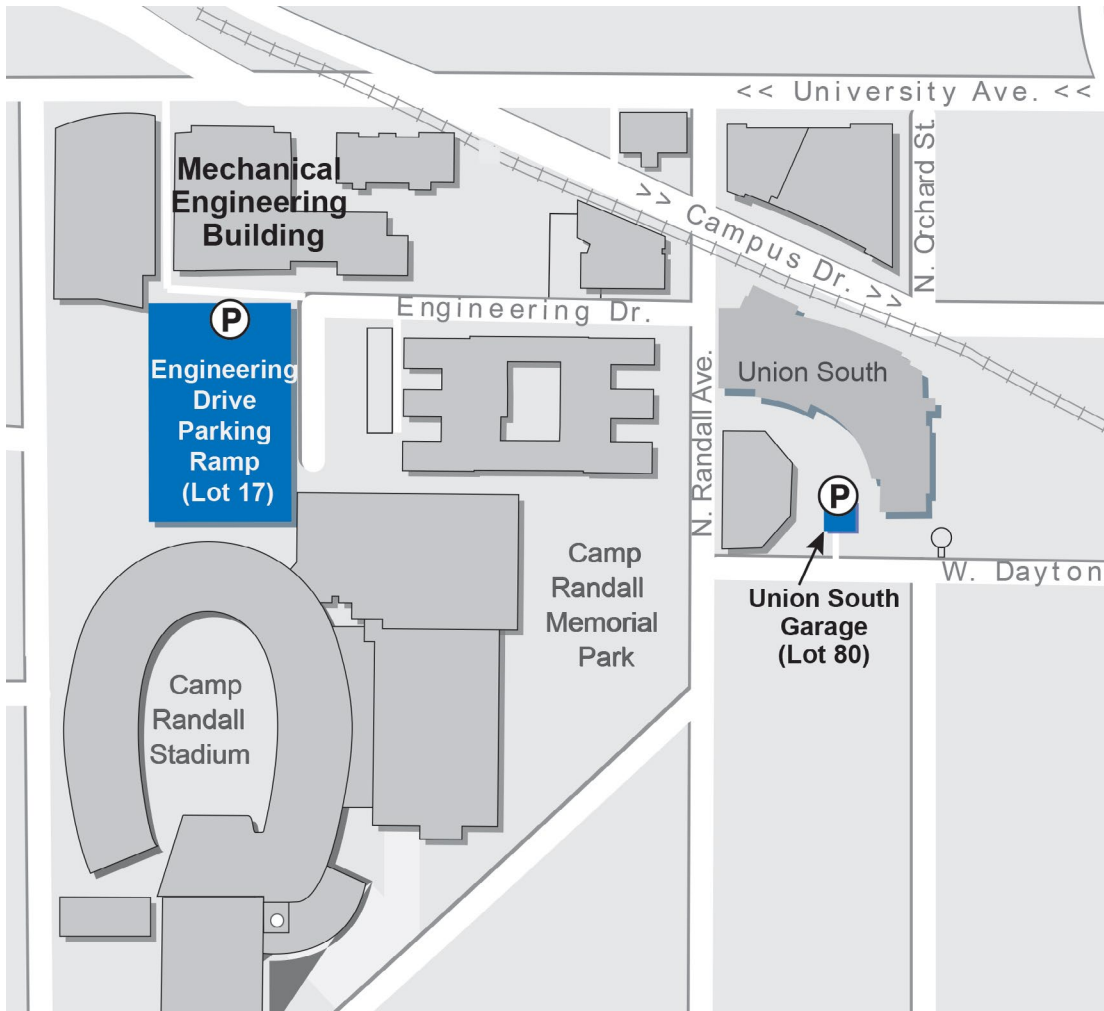 << University Ave. <<
N. Orchard St.
Mechanical
Engineering
Building
>> Campus Dr. >>
P
Engineering Dr.
Engineering
Drive
Parking
Ramp
(Lot 17)
N. Randall Ave.
Union South
P
W. Dayton
Union South
Garage
(Lot 80)
Camp
Randall
Memorial
Park
Camp
Randall
Stadium